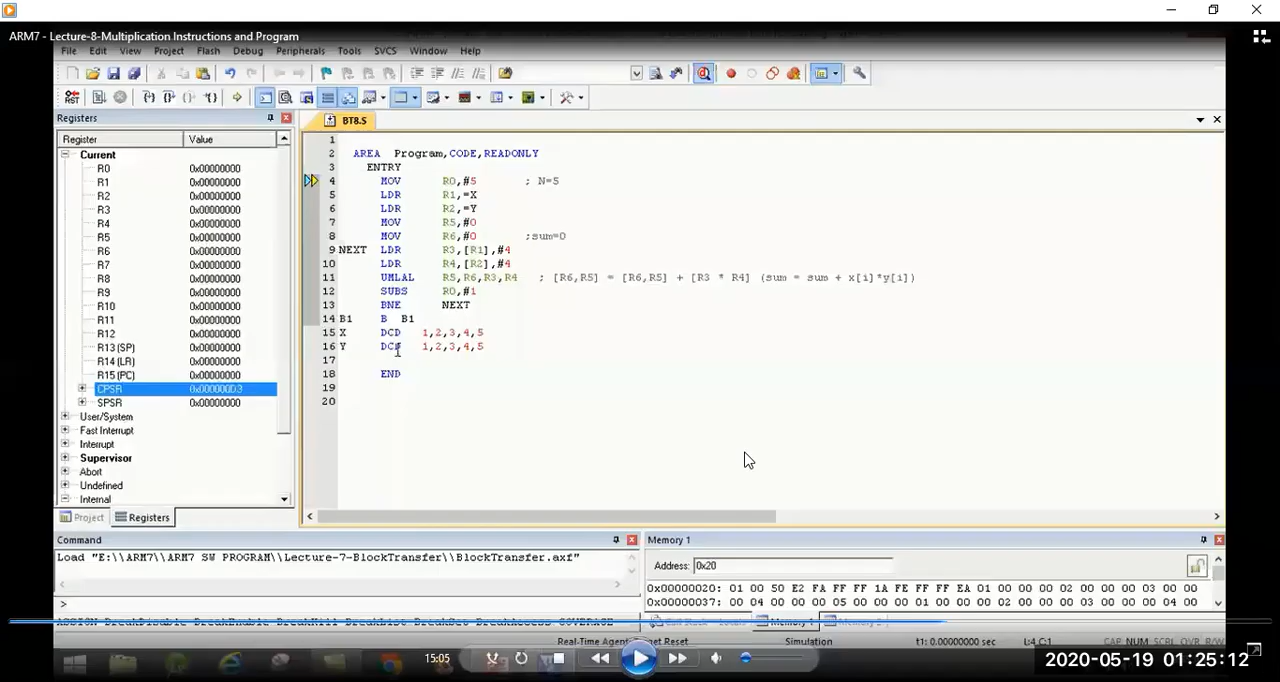 ARM7 - Lecture-8-Multiplication Instructions and Program
File Edit View Project Flash Debug Peripherals Tools SVCS Window Help
Registers
BT8.S
Register Value
Current
R0 0x00000000
R1 0x00000000
R2 0x00000000
R3 0x00000000
R4 0x00000000
R5 0x00000000
R6 0x00000000
R7 0x00000000
R8 0x00000000
R9 0x00000000
R10 0x00000000
R11 0x00000000
R12 0x00000000
R13 (SP) 0x00000000
R14 (LR) 0x00000000
R15 (PC) 0x00000000
CPSR 0x000000D3
SPSR 0x00000000
User/System
Fast Interrupt
Interrupt
Supervisor
Abort
Undefined
Internal
Project Registers
1
2 AREA Program,CODE,READONLY
3 ENTRY
4 MOV R0,#5 ; N=5
5 LDR R1,=X
6 LDR R2,=Y
7 MOV R5,#0
8 MOV R6,#0 ;sum=0
9 NEXT LDR R3,[R1],#4
10 LDR R4,[R2],#4
11 UMLAL R5,R6,R3,R4 ; [R6,R5] = [R6,R5] + [R3 * R4] (sum = sum + x[i]*y[i])
12 SUBS R0,#1
13 BNE NEXT
14 B1 B B1
15 X DCD 1,2,3,4,5
16 Y DCD 1,2,3,4,5
17
18 END
19
20
Command
Load "E:\\ARM7\\ARM7 SW PROGRAM\\Lecture-7-BlockTransfer\\BlockTransfer.axf"
>
Memory 1
Address: 0x20
0x00000020: 01 00 50 E2 FA FF FF 1A FE FF FF EA 01 00 00 00 02 00 00 00 03 00 00
0x00000037: 00 04 00 00 00 05 00 00 00 01 00 00 00 02 00 00 00 03 00 00 00 04 00
Simulation t1: 0.00000000 sec L:4 C:1 CAP NUM SCRL OVR R/W
15:05
2020-05-19 01:25:12